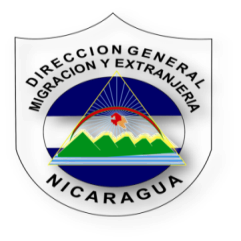 DIRECCION GENERAL
MIGRACION Y EXTRANJERIA
NICARAGUA